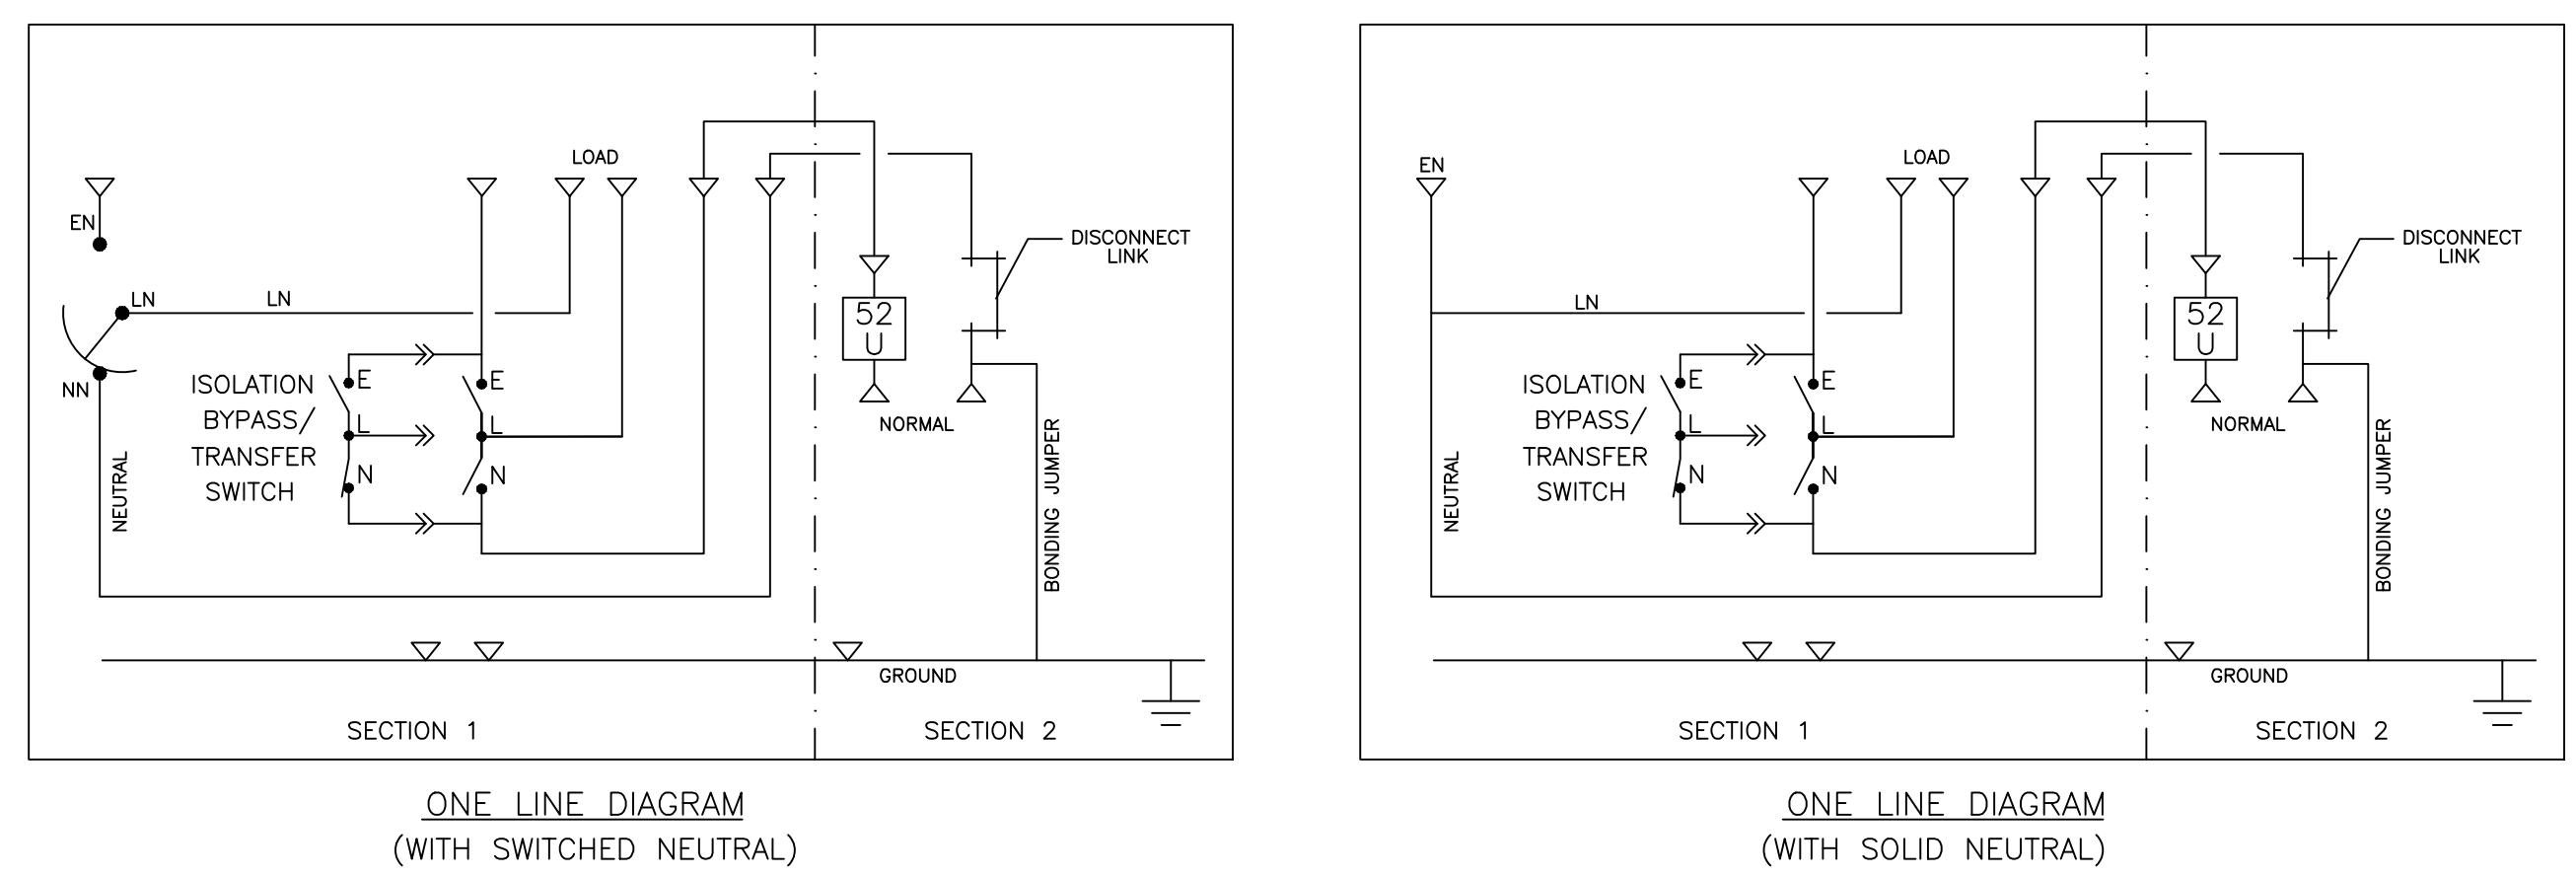 LOAD
EN
LN
LN
NN
NEUTRAL
ISOLATION
BYPASS/
TRANSFER
SWITCH
E
L
N
E
L
N
52
U
NORMAL
DISCONNECT
LINK
BONDING JUMPER
GROUND
SECTION 1
SECTION 2
ONE LINE DIAGRAM
(WITH SWITCHED NEUTRAL)
EN
LOAD
LN
NEUTRAL
ISOLATION
BYPASS/
TRANSFER
SWITCH
E
L
N
E
L
N
52
U
NORMAL
DISCONNECT
LINK
BONDING JUMPER
GROUND
SECTION 1
SECTION 2
ONE LINE DIAGRAM
(WITH SOLID NEUTRAL)